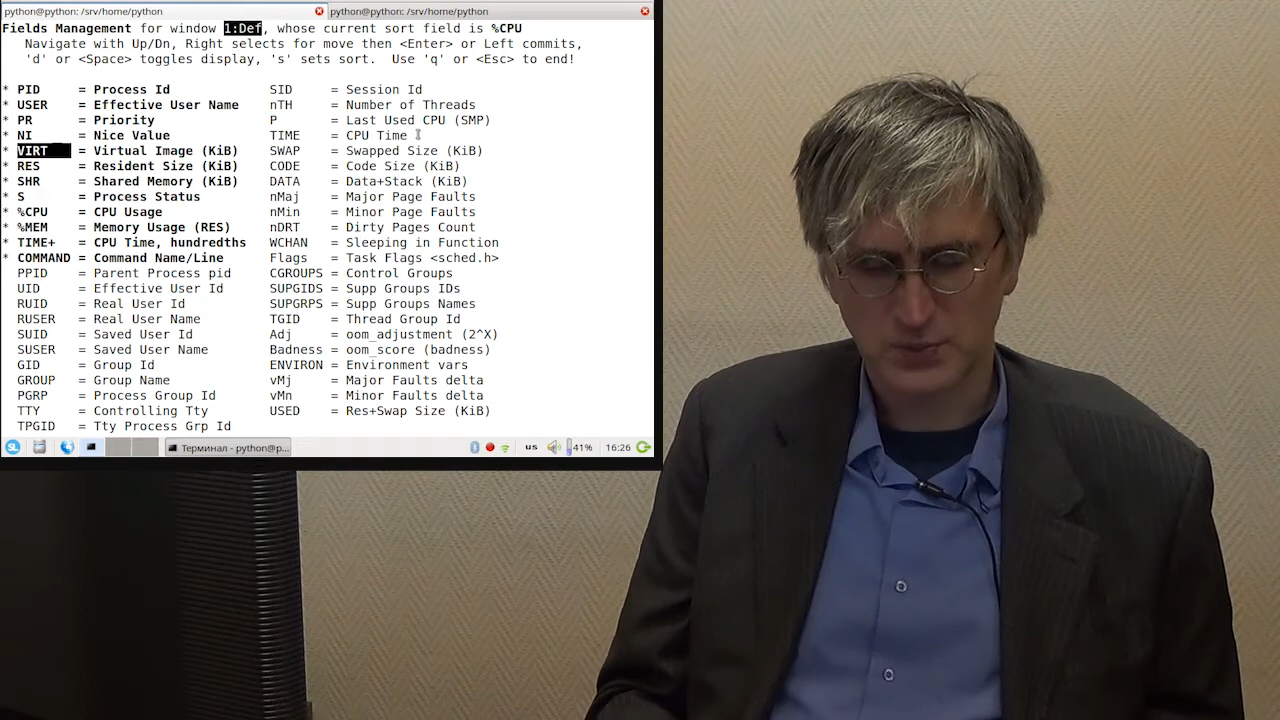 python@python: /srv/home/python
python@python: /srv/home/python
Fields Management for window 1:Def, whose current sort field is %CPU
Navigate with Up/Dn, Right selects for move then <Enter> or Left commits,
'd' or <Space> toggles display, 's' sets sort. Use 'q' or <Esc> to end!
* PID = Process Id SID = Session Id
* USER = Effective User Name nTH = Number of Threads
* PR = Priority P = Last Used CPU (SMP)
* NI = Nice Value TIME = CPU Time
* VIRT = Virtual Image (KiB) SWAP = Swapped Size (KiB)
* RES = Resident Size (KiB) CODE = Code Size (KiB)
* SHR = Shared Memory (KiB) DATA = Data+Stack (KiB)
* S = Process Status nMaj = Major Page Faults
* %CPU = CPU Usage nMin = Minor Page Faults
* %MEM = Memory Usage (RES) nDRT = Dirty Pages Count
* TIME+ = CPU Time, hundredths WCHAN = Sleeping in Function
* COMMAND = Command Name/Line Flags = Task Flags <sched.h>
PPID = Parent Process pid CGROUPS = Control Groups
UID = Effective User Id SUPGIDS = Supp Groups IDs
RUID = Real User Id SUPGRPS = Supp Groups Names
RUSER = Real User Name TGID = Thread Group Id
SUID = Saved User Id Adj = oom_adjustment (2^X)
SUSER = Saved User Name Badness = oom_score (badness)
GID = Group Id ENVIRON = Environment vars
GROUP = Group Name vMj = Major Faults delta
PGRP = Process Group Id vMn = Minor Faults delta
TTY = Controlling Tty USED = Res+Swap Size (KiB)
TPGID = Tty Process Grp Id
SL Терминал - python@p... us 41% 16:26